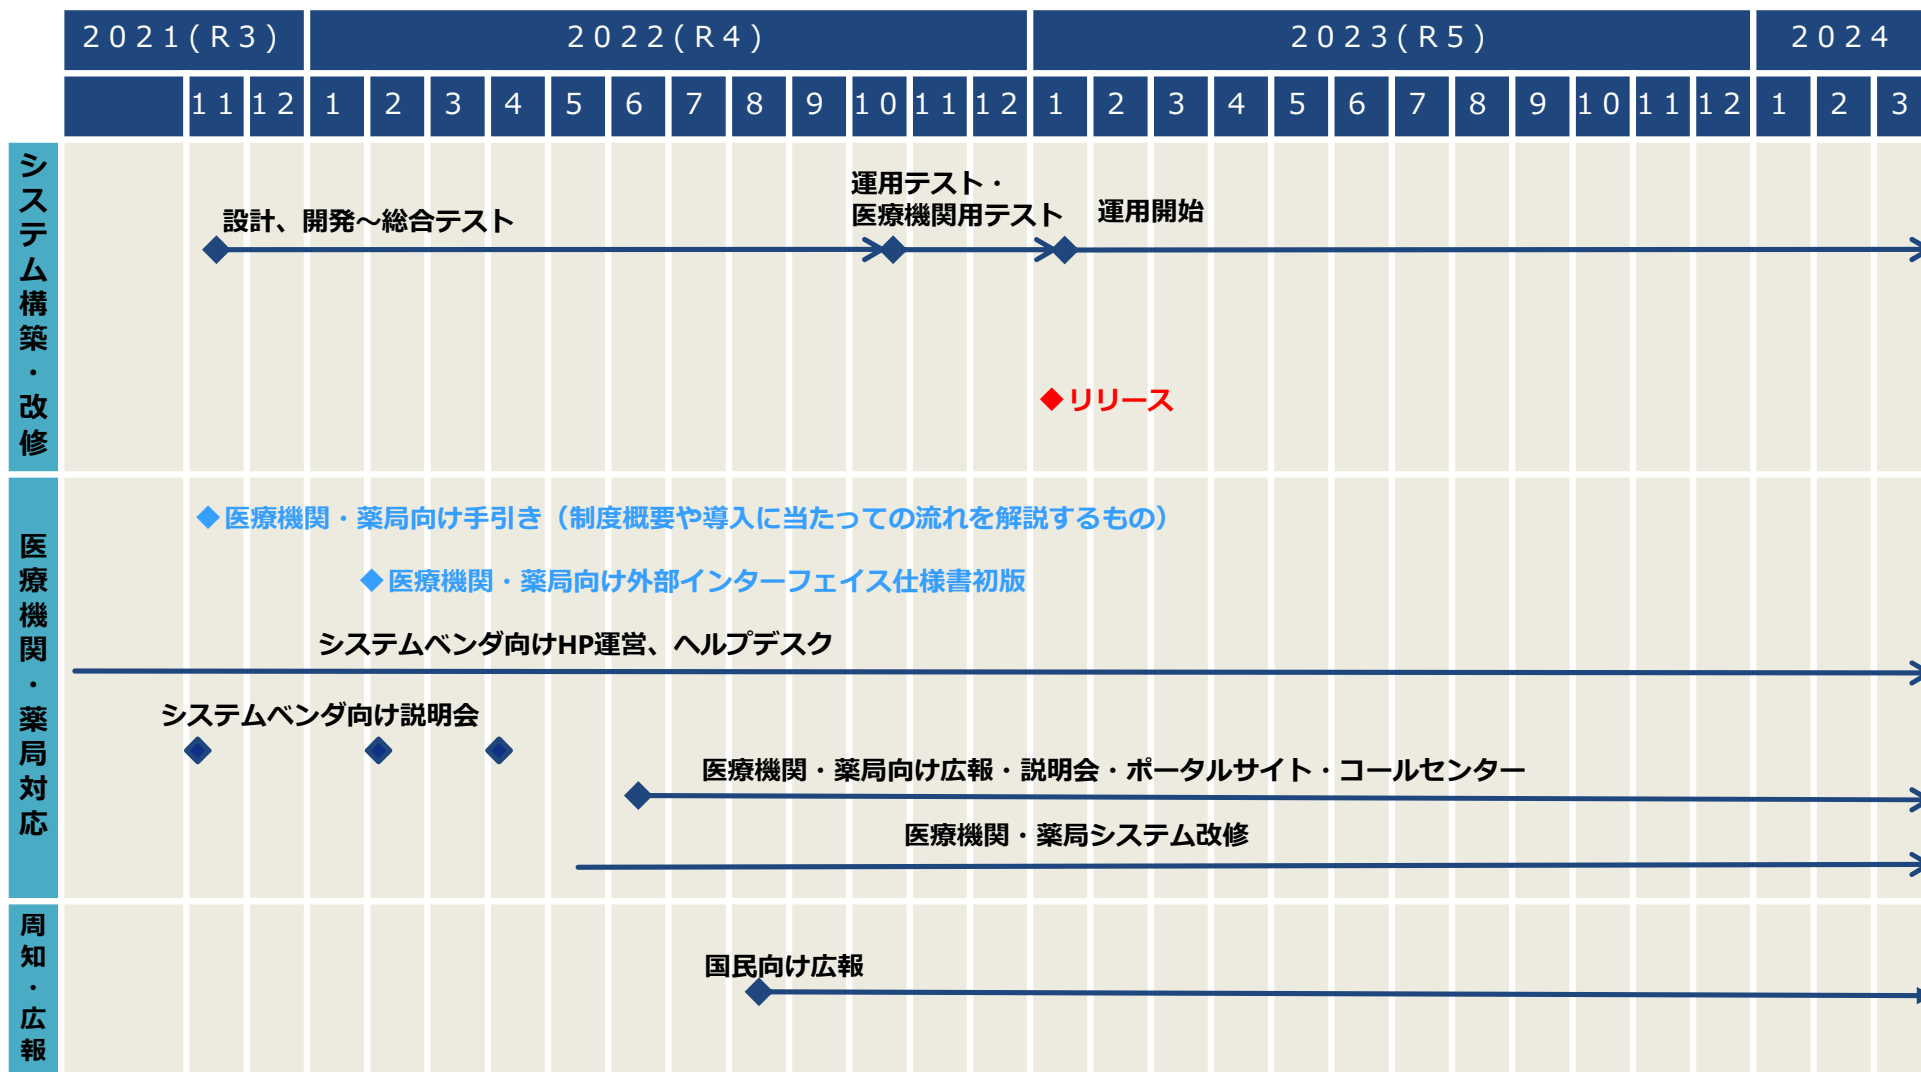 ２０２１(Ｒ３)
２０２２(Ｒ４)
２０２３(Ｒ５)
２０２４
１１ １２ １ ２ ３ ４ ５ ６ ７ ８ ９ １０ １１ １２ １ ２ ３ ４ ５ ６ ７ ８ ９ １０ １１ １２ １ ２ ３
システム構築・改修
設計、開発～総合テスト
運用テスト・
医療機関用テスト
運用開始
◆リリース
医療機関・薬局対応
◆医療機関・薬局向け手引き（制度概要や導入に当たっての流れを解説するもの）
◆医療機関・薬局向け外部インターフェイス仕様書初版
システムベンダ向けHP運営、ヘルプデスク
システムベンダ向け説明会
医療機関・薬局向け広報・説明会・ポータルサイト・コールセンター
医療機関・薬局システム改修
周知・広報
国民向け広報